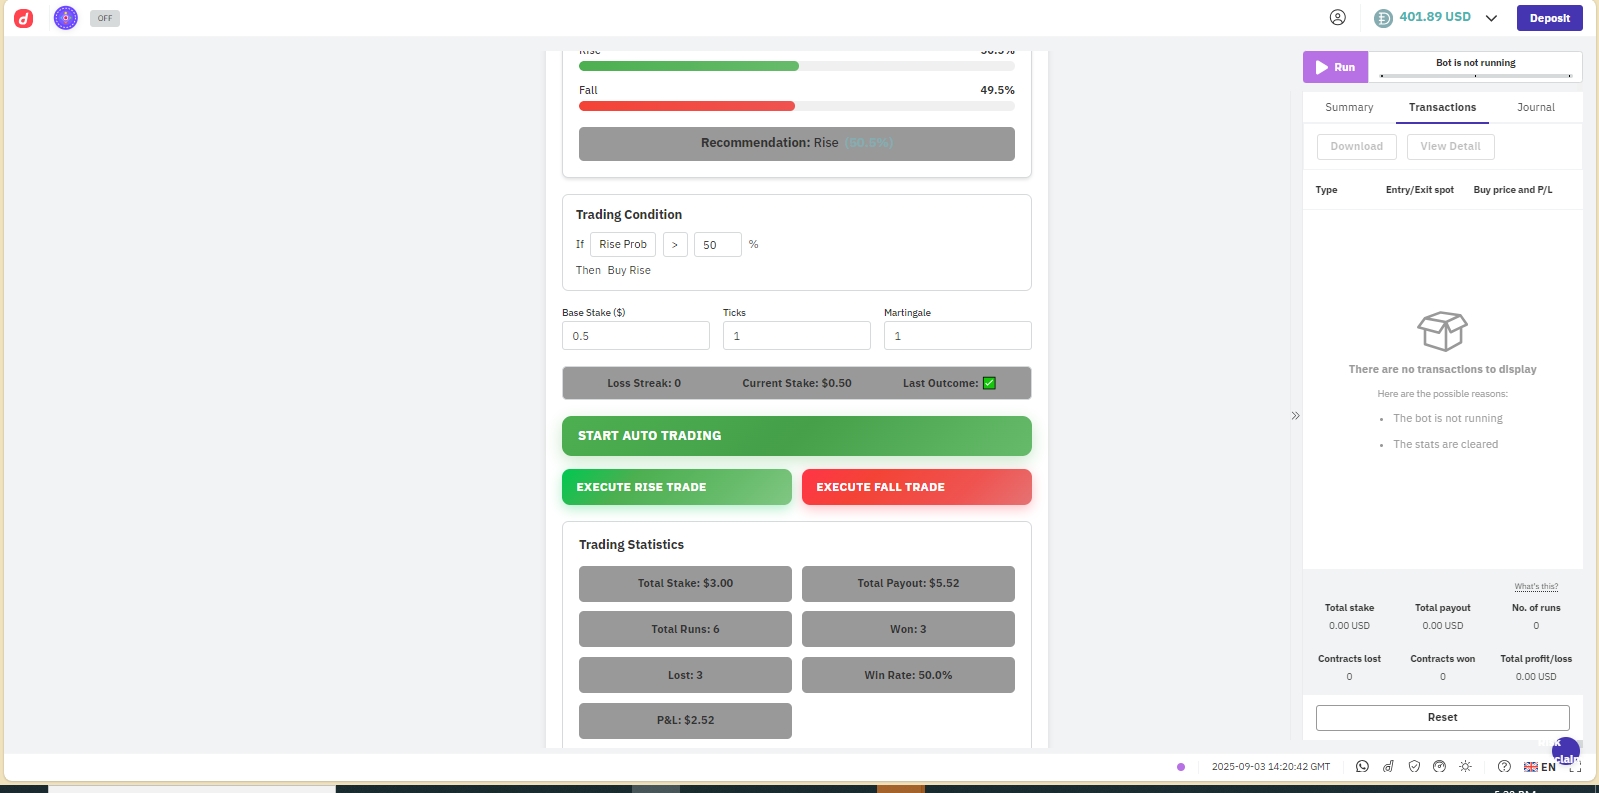 OFF
401.89 USD
Deposit
Rise 50.5%
Fall 49.5%
Recommendation: Rise (50.5%)
Trading Condition
If Rise Prob > 50 %
Then Buy Rise
Base Stake ($) Ticks Martingale
0.5 1 1
Loss Streak: 0 Current Stake: $0.50 Last Outcome: ✅
START AUTO TRADING
EXECUTE RISE TRADE EXECUTE FALL TRADE
Trading Statistics
Total Stake: $3.00 Total Payout: $5.52
Total Runs: 6 Won: 3
Lost: 3 Win Rate: 50.0%
P&L: $2.52
Run
Bot is not running
Summary Transactions Journal
Download View Detail
Type Entry/Exit spot Buy price and P/L
There are no transactions to display
Here are the possible reasons:
• The bot is not running
• The stats are cleared
What's this?
Total stake Total payout No. of runs
0.00 USD 0.00 USD 0
Contracts lost Contracts won Total profit/loss
0 0 0.00 USD
Reset
2025-09-03 14:20:42 GMT
EN